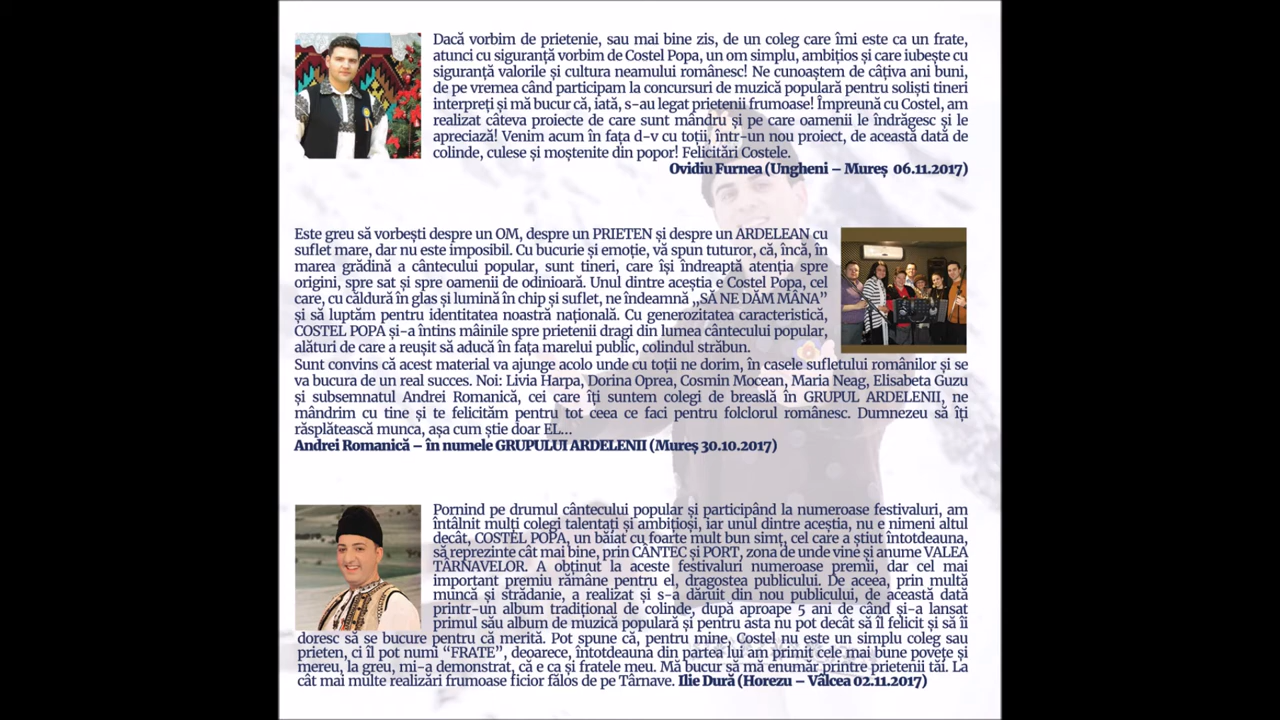 Dacă vorbim de prietenie, sau mai bine zis, de un coleg care îmi este ca un frate,
atunci cu siguranță vorbim de Costel Popa, un om simplu, ambițios și care iubește cu
siguranță valorile și cultura neamului românesc! Ne cunoaștem de câțiva ani buni,
de pe vremea când participam la concursuri de muzică populară pentru soliști tineri
interpreți și mă bucur că, iată, s-au legat prietenii frumoase! Împreună cu Costel, am
realizat câteva proiecte de care sunt mândru și pe care oamenii le îndrăgesc și le
apreciază! Venim acum în fața d-v cu toții, într-un nou proiect, de această dată de
colinde, culese și moștenite din popor! Felicitări Costele.
Ovidiu Furnea (Ungheni – Mureș 06.11.2017)
Este greu să vorbești despre un OM, despre un PRIETEN și despre un ARDELEAN cu
suflet mare, dar nu este imposibil. Cu bucurie și emoție, vă spun tuturor, că, încă, în
marea grădină a cântecului popular, sunt tineri, care își îndreaptă atenția spre
origini, spre sat și spre oamenii de odinioară. Unul dintre aceștia e Costel Popa, cel
care, cu căldură în glas și lumină în chip și suflet, ne îndeamnă „SĂ NE DĂM MÂNA”
și să luptăm pentru identitatea noastră națională. Cu generozitatea caracteristică,
COSTEL POPA și-a întins mâinile spre prietenii dragi din lumea cântecului popular,
alături de care a reușit să aducă în fața marelui public, colindul străbun.
Sunt convins că acest material va ajunge acolo unde cu toții ne dorim, în casele sufletului românilor și se
va bucura de un real succes. Noi: Livia Harpa, Dorina Oprea, Cosmin Mocean, Maria Neag, Elisabeta Guzu
și subsemnatul Andrei Romanică, cei care îți suntem colegi de breaslă în GRUPUL ARDELENII, ne
mândrim cu tine și te felicităm pentru tot ceea ce faci pentru folclorul românesc. Dumnezeu să îți
răsplătească munca, așa cum știe doar EL...
Andrei Romanică – în numele GRUPULUI ARDELENII (Mureș 30.10.2017)
Pornind pe drumul cântecului popular și participând la numeroase festivaluri, am
întâlnit mulți colegi talentați și ambițioși, iar unul dintre aceștia, nu e nimeni altul
decât, COSTEL POPA, un băiat cu foarte mult bun simț, cel care a știut întotdeauna,
să reprezinte cât mai bine, prin CÂNTEC și PORT, zona de unde vine și anume VALEA
TÂRNAVELOR. A obținut la aceste festivaluri numeroase premii, dar cel mai
important premiu rămâne pentru el, dragostea publicului. De aceea, prin multă
muncă și strădanie, a realizat și s-a dăruit din nou publicului, de această dată
printr-un album tradițional de colinde, după aproape 5 ani de când și-a lansat
primul său album de muzică populară și pentru asta nu pot decât să îl felicit și să îi
doresc să se bucure pentru că merită. Pot spune că, pentru mine, Costel nu este un simplu coleg sau
prieten, ci îl pot numi “FRATE”, deoarece, întotdeauna din partea lui am primit cele mai bune povețe și
mereu, la greu, mi-a demonstrat, că e ca și fratele meu. Mă bucur să mă enumăr printre prietenii tăi. La
cât mai multe realizări frumoase ficior fălos de pe Târnave. Ilie Dură (Horezu – Vâlcea 02.11.2017)